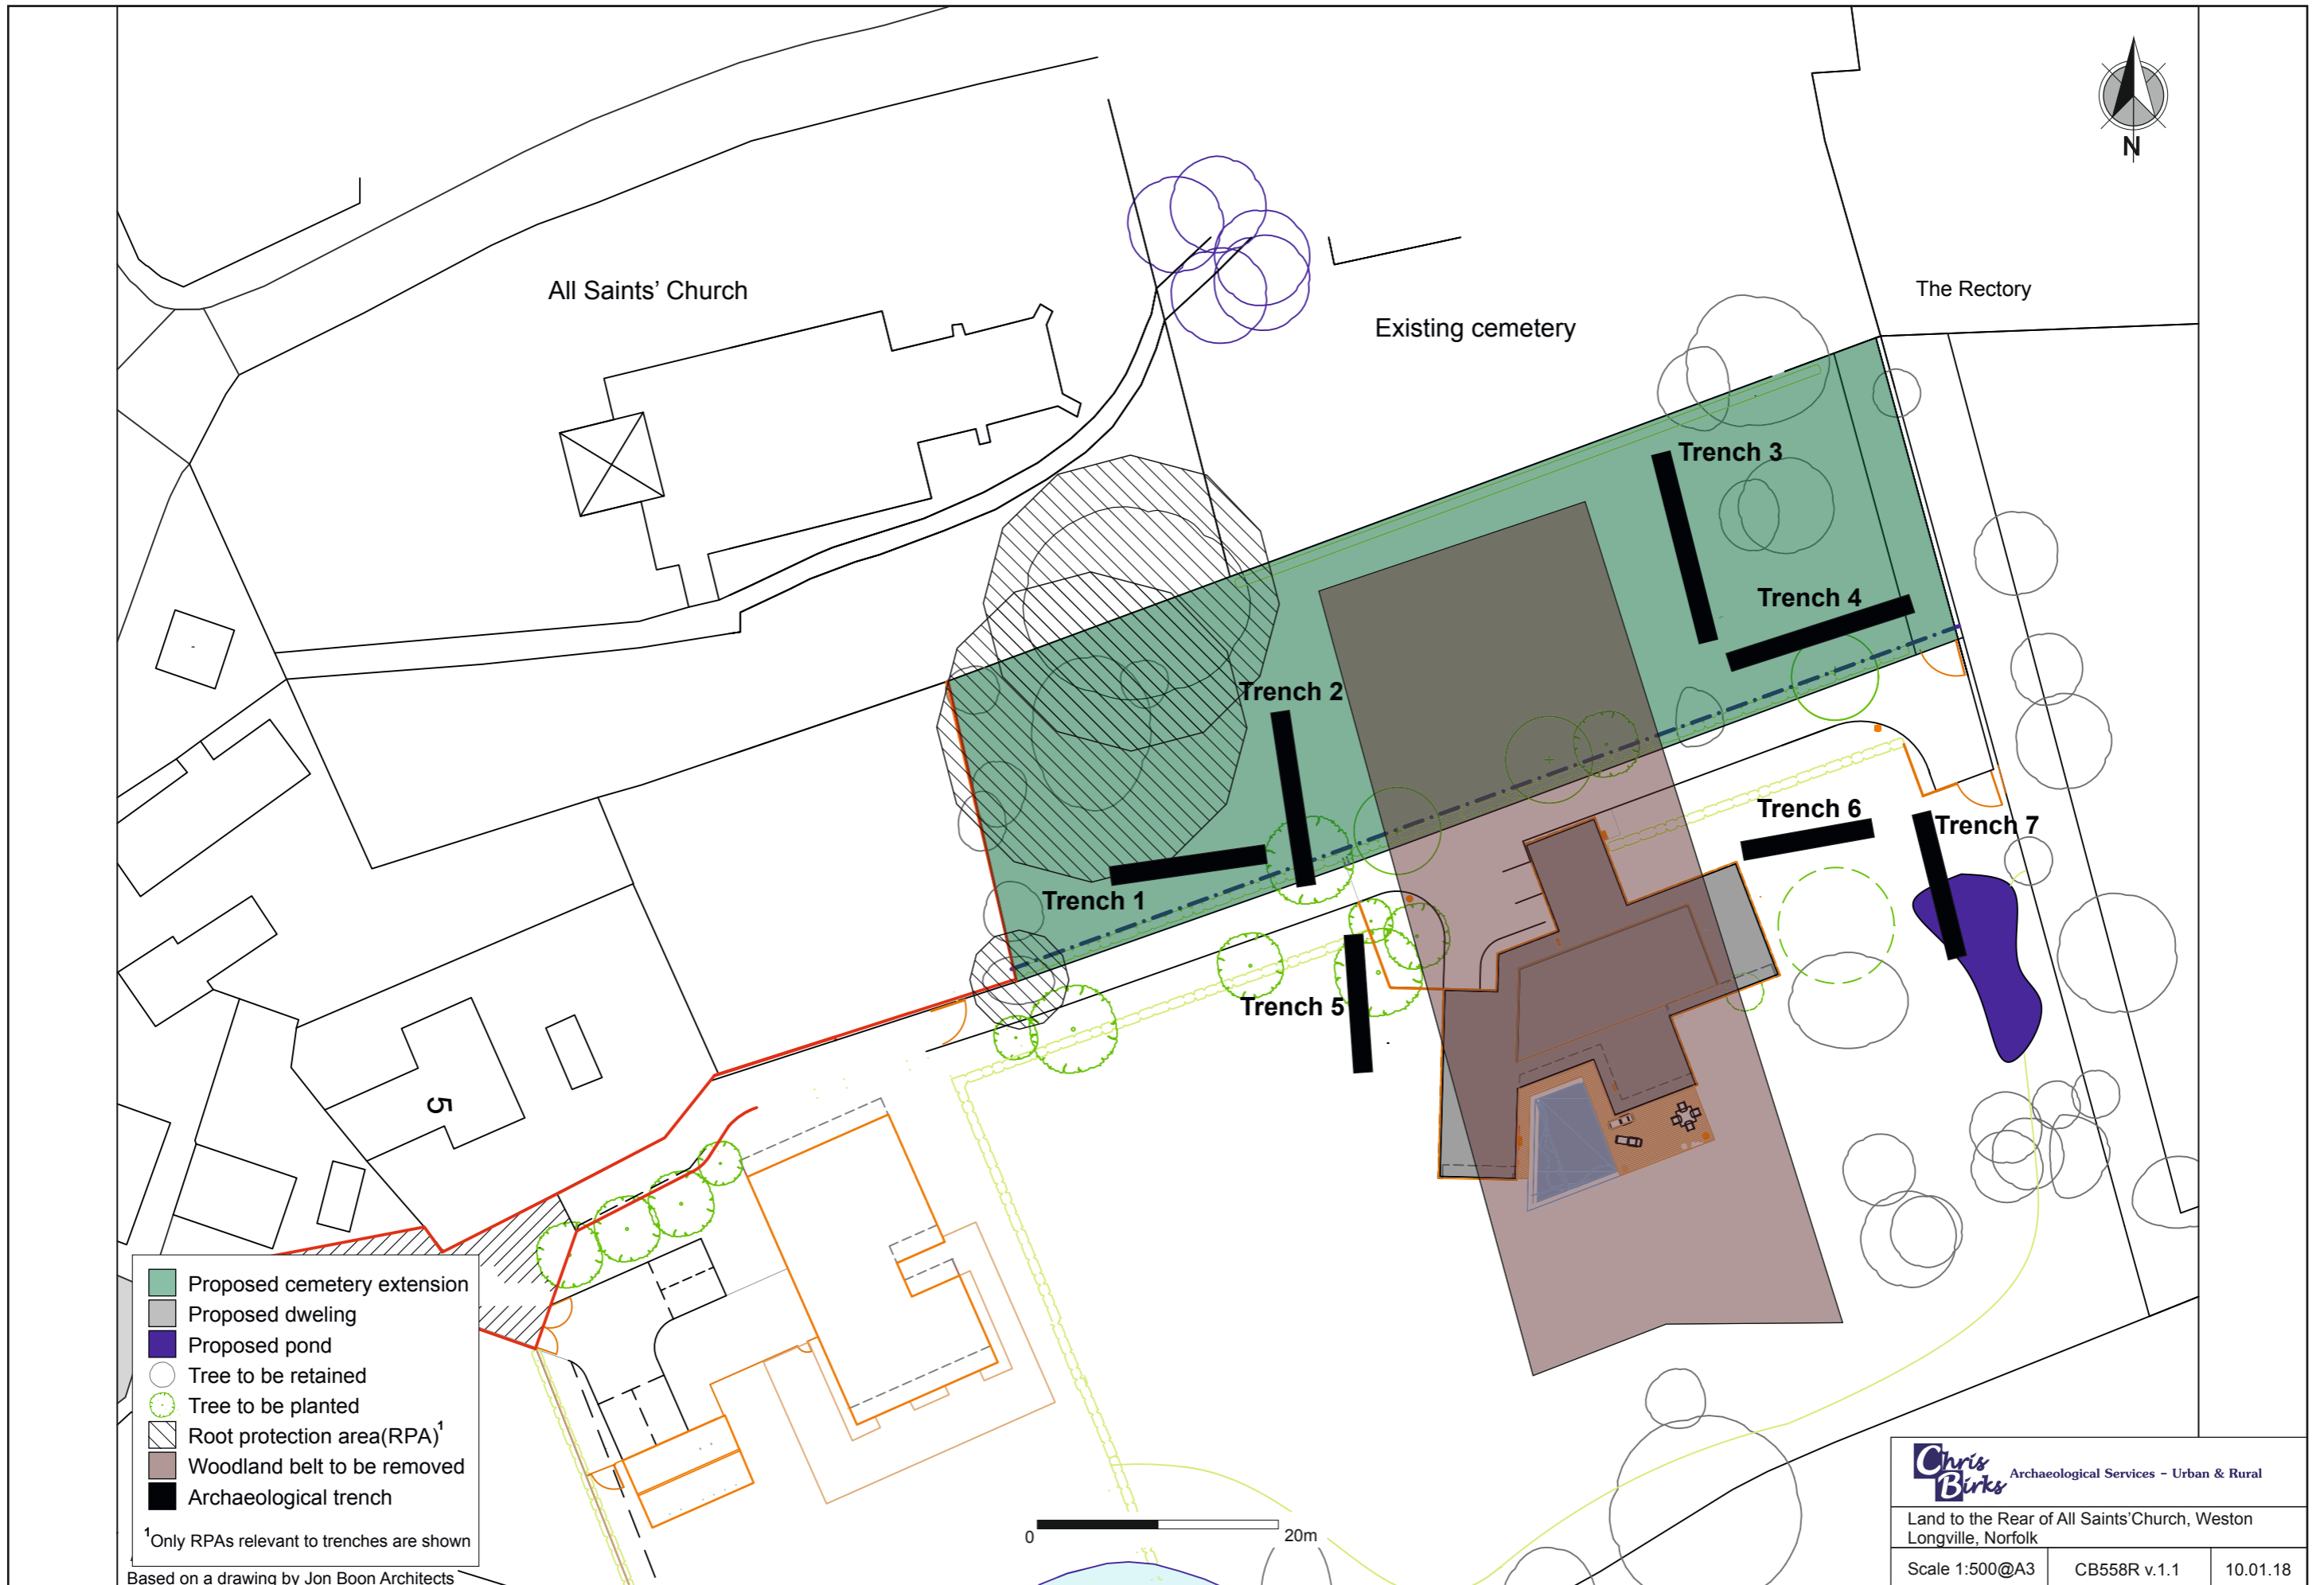 N
All Saints' Church
The Rectory
Existing cemetery
Trench 3
Trench 4
Trench 2
Trench 6
Trench 7
Trench 1
Trench 5
5
Proposed cemetery extension
Proposed dweling
Proposed pond
Tree to be retained
Tree to be planted
Root protection area(RPA)¹
Woodland belt to be removed
Archaeological trench
¹Only RPAs relevant to trenches are shown
Based on a drawing by Jon Boon Architects
0 20m
Chris Birks Archaeological Services - Urban & Rural
Land to the Rear of All Saints'Church, Weston
Longville, Norfolk
Scale 1:500@A3 CB558R v.1.1 10.01.18